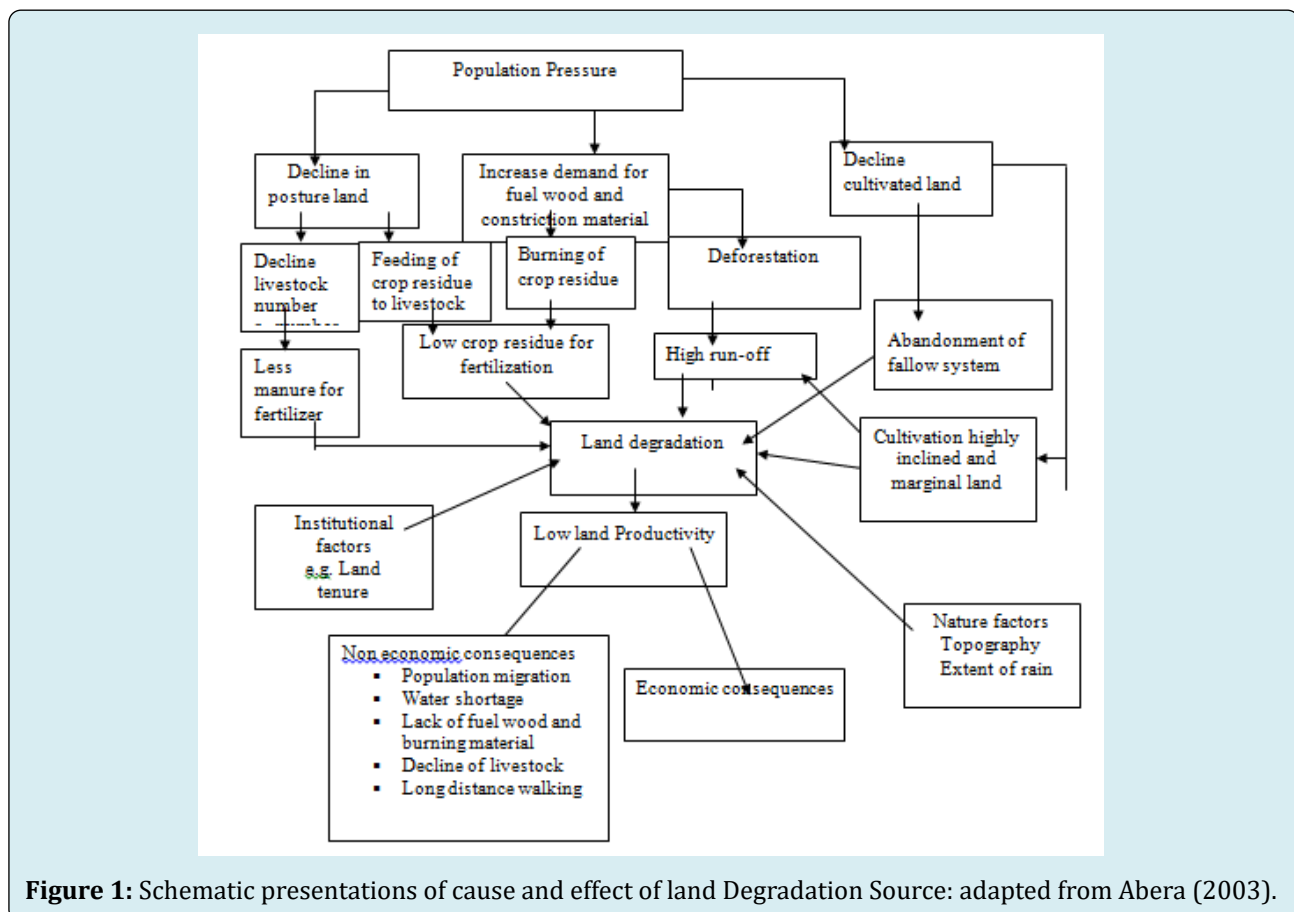 Population Pressure
Decline in
posture land
Increase demand for
fuel wood and
constriction material
Decline
cultivated land
Decline
livestock
number
Feeding of
crop residue
to livestock
Burning of
crop residue
Deforestation
Less
manure for
fertilizer
Low crop residue for
fertilization
High run-off
Abandonment of
fallow system
Land degradation
Cultivation highly
inclined and
marginal land
Institutional
factors
e.g. Land
tenure
Low land Productivity
Nature factors
Topography
Extent of rain
Non economic consequences
▪ Population migration
▪ Water shortage
▪ Lack of fuel wood and
burning material
▪ Decline of livestock
▪ Long distance walking
Economic consequences
Figure 1: Schematic presentations of cause and effect of land Degradation Source: adapted from Abera (2003).